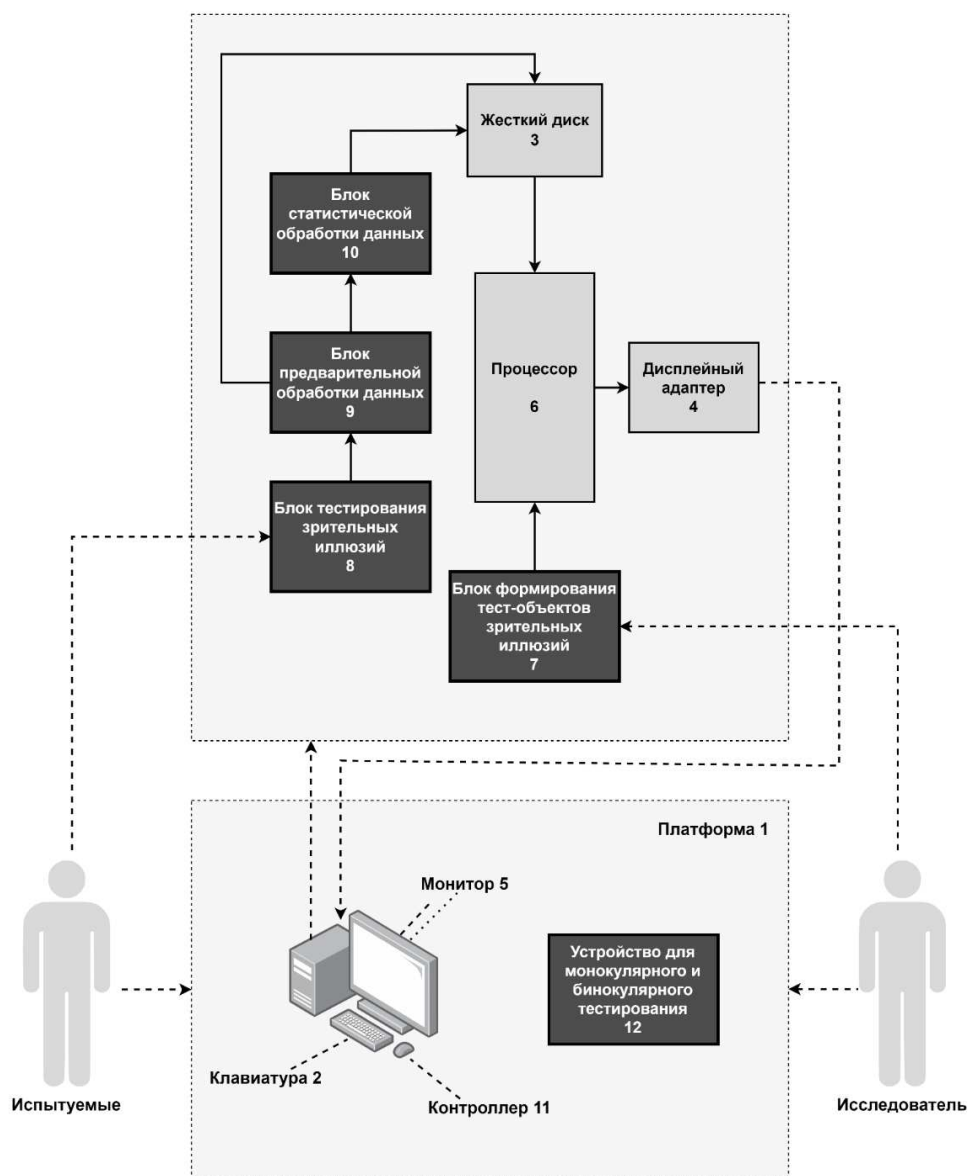 Жесткий диск
3
Блок
статистической
обработки данных
10
Блок
предварительной
обработки данных
9
Процессор
6
Дисплейный
адаптер
4
Блок тестирования
зрительных
иллюзий
8
Блок формирования
тест-объектов
зрительных
иллюзий
7
Платформа 1
Монитор 5
Устройство для
монокулярного и
бинокулярного
тестирования
12
Клавиатура 2
Контроллер 11
Испытуемые
Исследователь